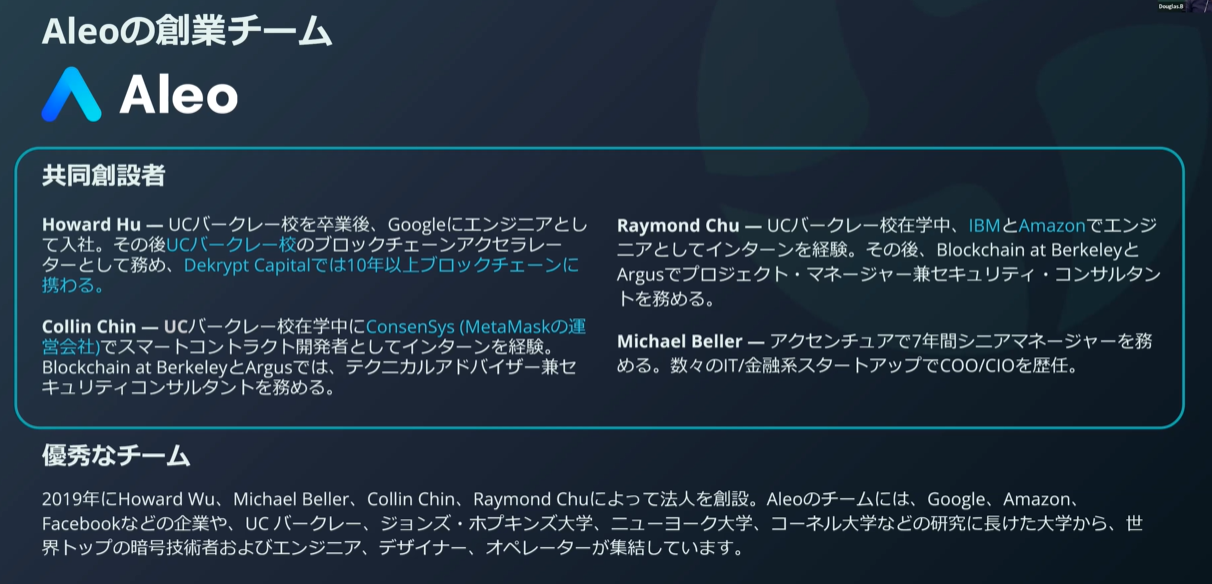 Douglas.B
Aleoの創業チーム
Aleo
共同創設者
Howard Hu — UCバークレー校を卒業後、Googleにエンジニアとし
て入社。その後UCバークレー校のブロックチェーンアクセラレー
ターとして務め、Dekrypt Capitalでは10年以上ブロックチェーンに
携わる。
Collin Chin — UCバークレー校在学中にConsenSys (MetaMaskの運
営会社)でスマートコントラクト開発者としてインターンを経験。
Blockchain at BerkeleyとArgusでは、テクニカルアドバイザー兼セ
キュリティコンサルタントを務める。
Raymond Chu — UCバークレー校在学中、IBMとAmazonでエンジ
ニアとしてインターンを経験。その後、Blockchain at Berkeleyと
Argusでプロジェクト・マネージャー兼セキュリティ・コンサルタン
トを務める。
Michael Beller — アクセンチュアで7年間シニアマネージャーを務
める。数々のIT/金融系スタートアップでCOO/CIOを歴任。
優秀なチーム
2019年にHoward Wu、Michael Beller、Collin Chin、Raymond Chuによって法人を創設。Aleoのチームには、Google、Amazon、
Facebookなどの企業や、UC バークレー、ジョンズ・ホプキンズ大学、ニューヨーク大学、コーネル大学などの研究に長けた大学から、世
界トップの暗号技術者およびエンジニア、デザイナー、オペレーターが集結しています。